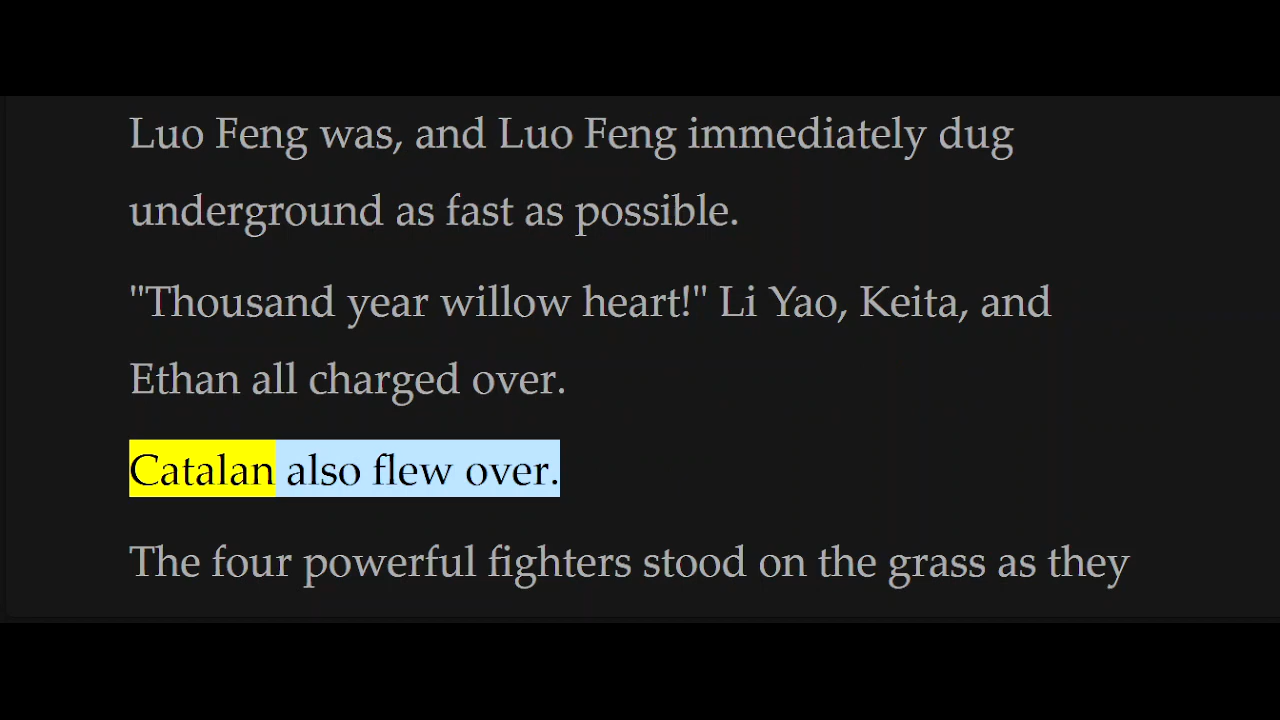 Luo Feng was, and Luo Feng immediately dug
underground as fast as possible.
"Thousand year willow heart!" Li Yao, Keita, and
Ethan all charged over.
Catalan also flew over.
The four powerful fighters stood on the grass as they